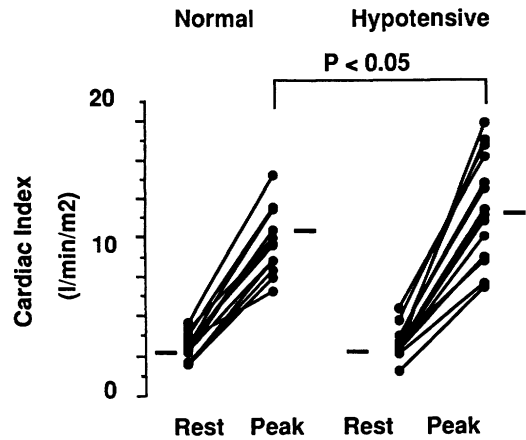 Normal Hypotensive
P < 0.05
20
10
0
Cardiac Index
(l/min/m2)
Rest Peak Rest Peak